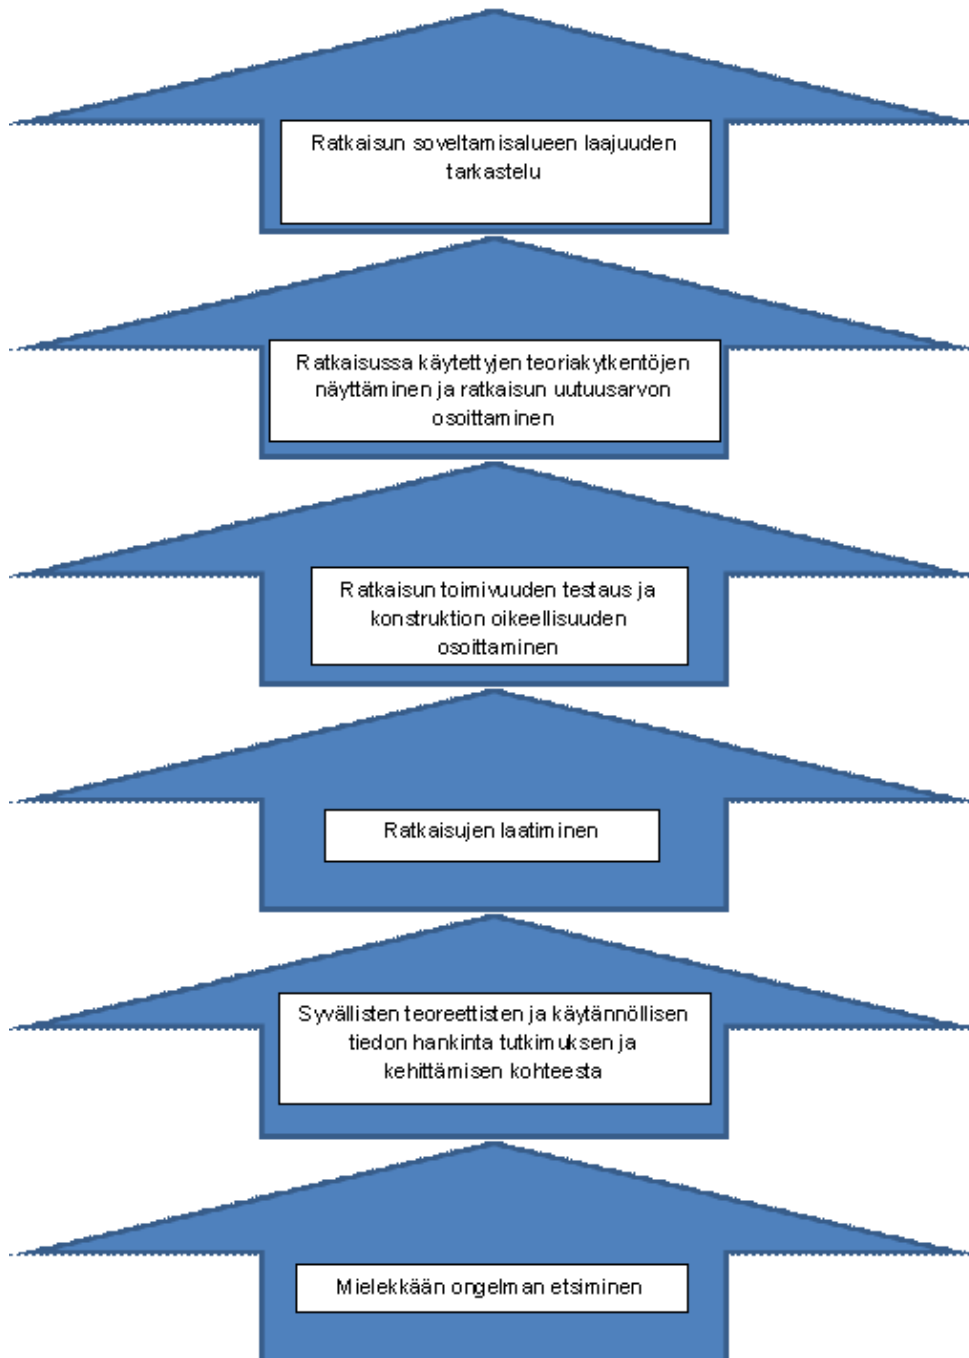 Ratkaisun soveltamisalueen laajuuden
tarkastelu
Ratkaisussa käytettyjen teoriakytkentöjen
näyttäminen ja ratkaisun uutuusarvon
osoittaminen
Ratkaisun toimivuuden testaus ja
konstruktion oikeellisuuden
osoittaminen
Ratkaisujen laatiminen
Syvällisten teoreettisten ja käytännöllisen
tiedon hankinta tutkimuksen ja
kehittämisen kohteesta
Mielekkään ongelman etsiminen